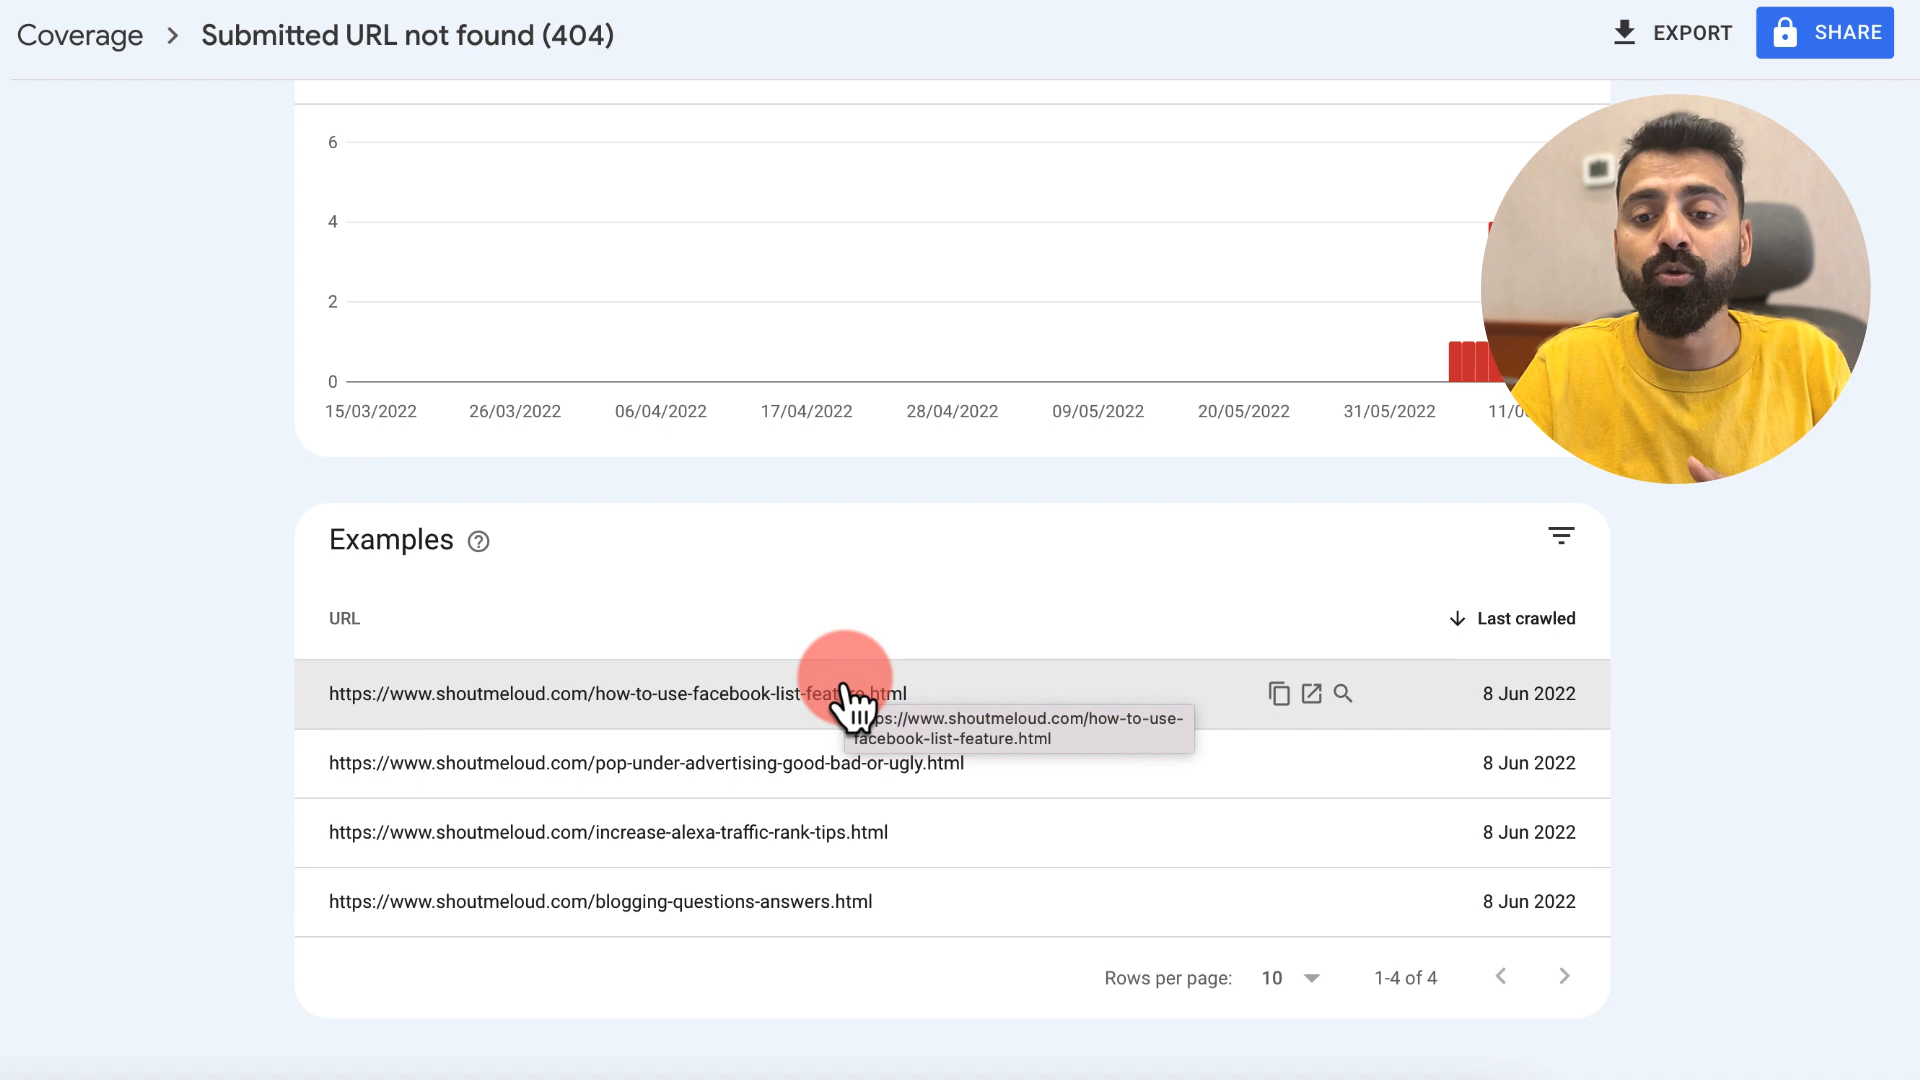 Coverage > Submitted URL not found (404)
EXPORT
SHARE
6
4
2
0
15/03/2022 26/03/2022 06/04/2022 17/04/2022 28/04/2022 09/05/2022 20/05/2022 31/05/2022
Examples
URL
Last crawled
https://www.shoutmeloud.com/how-to-use-facebook-list-feature.html 8 Jun 2022
https://www.shoutmeloud.com/how-to-use-
facebook-list-feature.html
https://www.shoutmeloud.com/pop-under-advertising-good-bad-or-ugly.html 8 Jun 2022
https://www.shoutmeloud.com/increase-alexa-traffic-rank-tips.html 8 Jun 2022
https://www.shoutmeloud.com/blogging-questions-answers.html 8 Jun 2022
Rows per page: 10 1-4 of 4